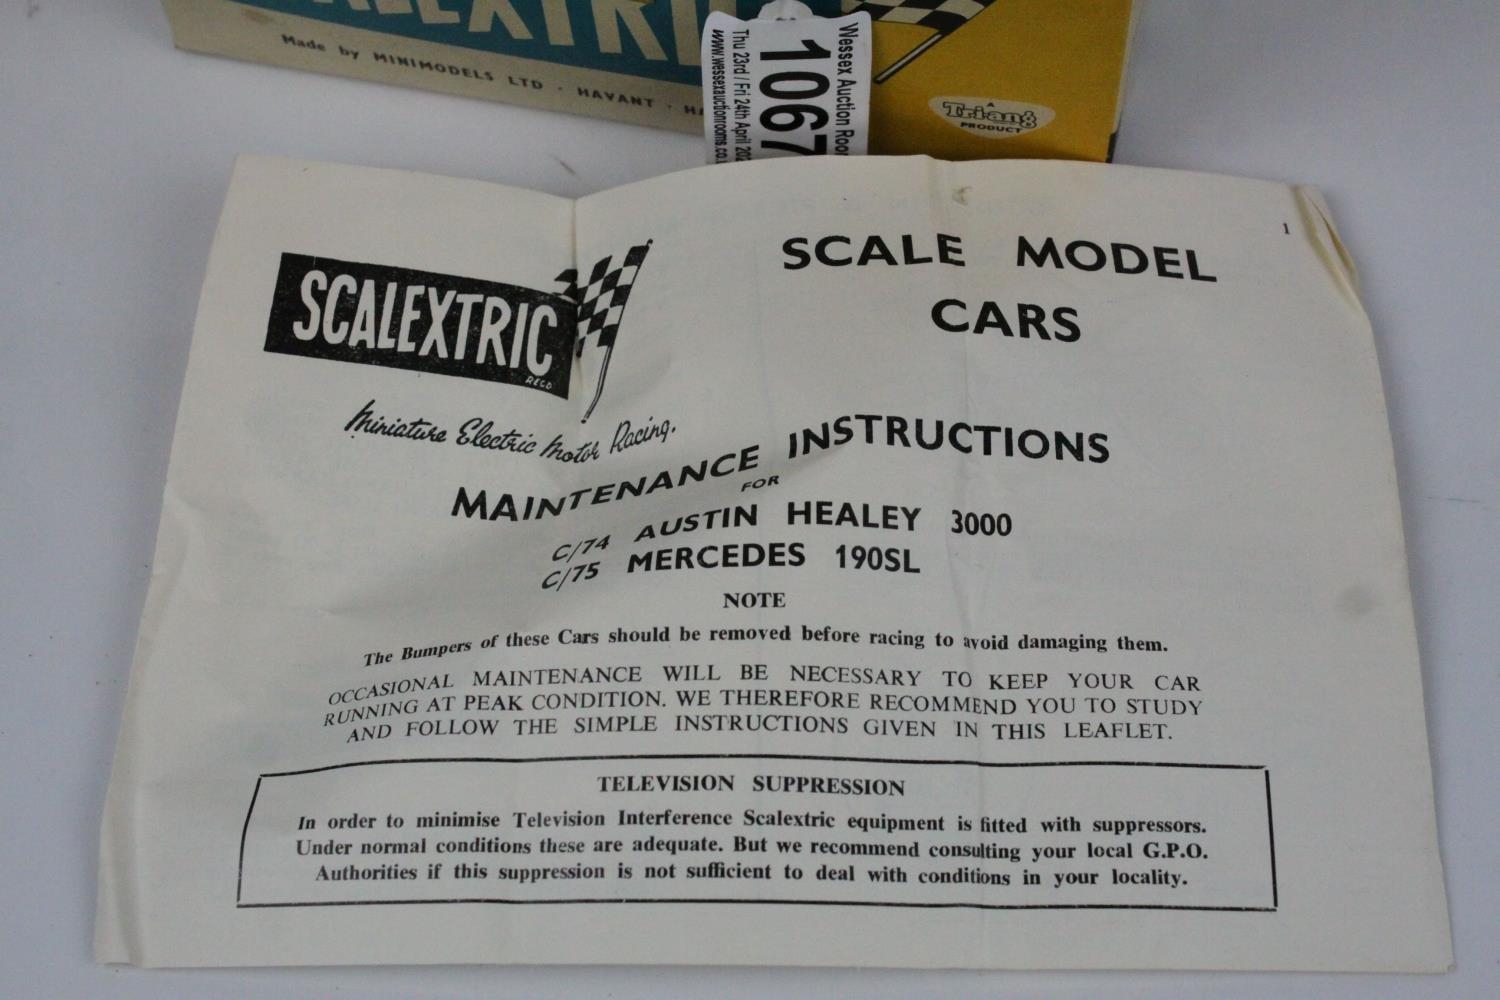 SCALEXTRIC
Made by MINIMODELS LTD · HAVANT ·
A
Tri-ang
PRODUCT
Wessex Auction
1067
Thu 23rd / Fri 24th April
www.wessexauctionrooms.co
1
SCALEXTRIC
REGD
Miniature Electric Motor Racing.
SCALE MODEL
CARS
MAINTENANCE INSTRUCTIONS
FOR
C/74 AUSTIN HEALEY 3000
C/75 MERCEDES 190SL
NOTE
The Bumpers of these Cars should be removed before racing to avoid damaging them.
OCCASIONAL MAINTENANCE WILL BE NECESSARY TO KEEP YOUR CAR
RUNNING AT PEAK CONDITION. WE THEREFORE RECOMMEND YOU TO STUDY
AND FOLLOW THE SIMPLE INSTRUCTIONS GIVEN IN THIS LEAFLET.
TELEVISION SUPPRESSION
In order to minimise Television Interference Scalextric equipment is fitted with suppressors.
Under normal conditions these are adequate. But we recommend consulting your local G.P.O.
Authorities if this suppression is not sufficient to deal with conditions in your locality.